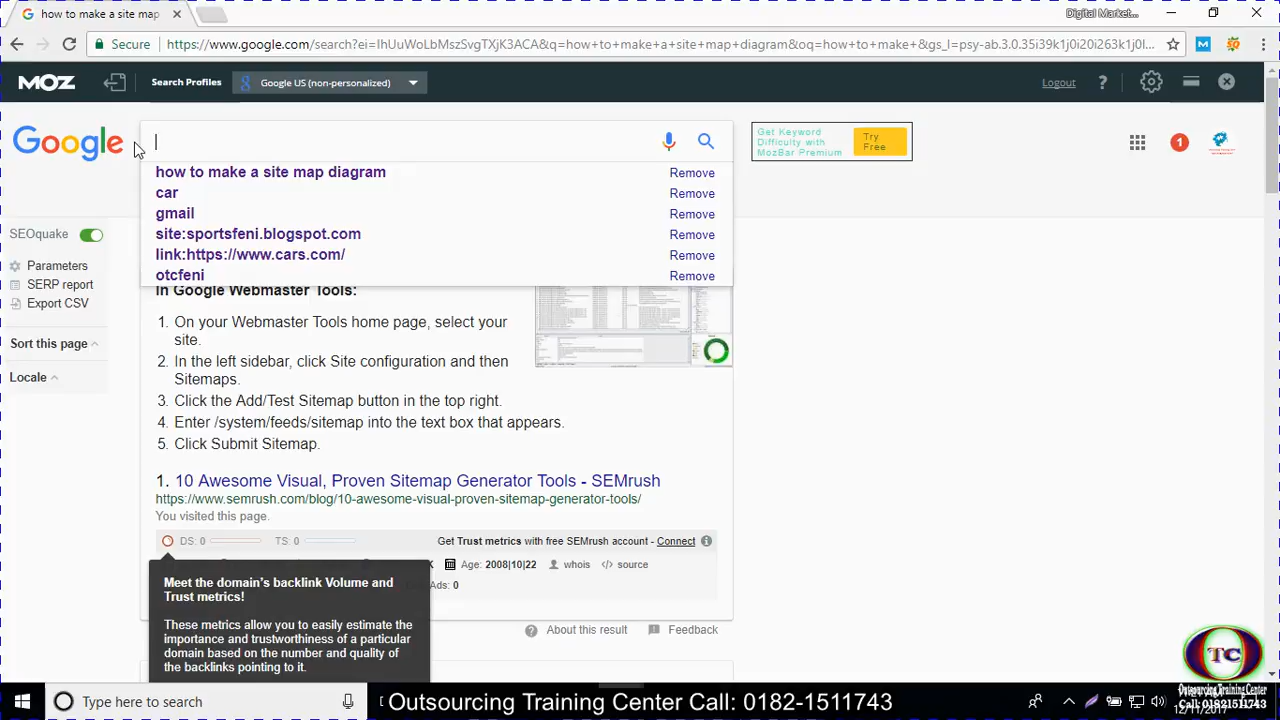 how to make a site map
Digital Market...
Secure
https://www.google.com/search?ei=IhUuWoLbMszSvgTXjK3ACA&q=how+to+make+a+site+map+diagram&oq=how+to+make+&gs_l=psy-ab.3.0.35i39k1j0i20i263k1j0l...
MOZ
Search Profiles
Google US (non-personalized)
Logout
?
Google
Get Keyword
Difficulty with
MozBar Premium
Try
Free
1
how to make a site map diagram Remove
car Remove
gmail Remove
site:sportsfeni.blogspot.com Remove
link:https://www.cars.com/ Remove
otcfeni Remove
SEOquake
Parameters
SERP report
Export CSV
Sort this page
Locale
In Google Webmaster Tools:
1. On your Webmaster Tools home page, select your
site.
2. In the left sidebar, click Site configuration and then
Sitemaps.
3. Click the Add/Test Sitemap button in the top right.
4. Enter /system/feeds/sitemap into the text box that appears.
5. Click Submit Sitemap.
1. 10 Awesome Visual, Proven Sitemap Generator Tools - SEMrush
https://www.semrush.com/blog/10-awesome-visual-proven-sitemap-generator-tools/
You visited this page.
DS: 0 TS: 0 Get Trust metrics with free SEMrush account - Connect
Age: 2008|10|22 whois </> source
Ads: 0
Meet the domain's backlink Volume and
Trust metrics!
These metrics allow you to easily estimate the
importance and trustworthiness of a particular
domain based on the number and quality of
the backlinks pointing to it.
About this result Feedback
TC
Outsourcing Training Center
Call: 0182-1511743
Type here to search
Outsourcing Training Center Call: 0182-1511743
12/11/2017